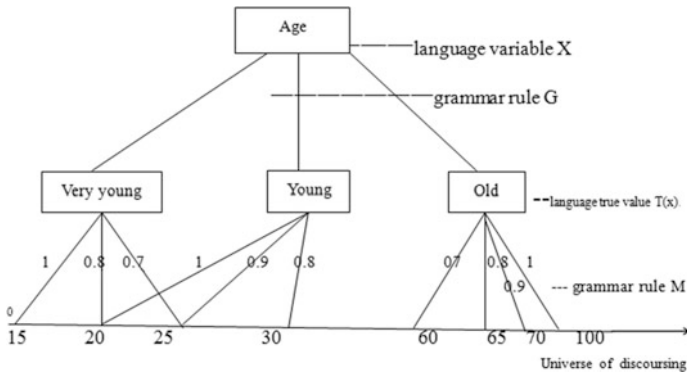 Age
language variable X
grammar rule G
Very young
Young
Old
language true value T(x).
1 0.8 0.7 1 0.9 0.8 07 0.8 1
0.9
grammar rule M
0
15 20 25 30 60 65 70 100
Universe of discoursing